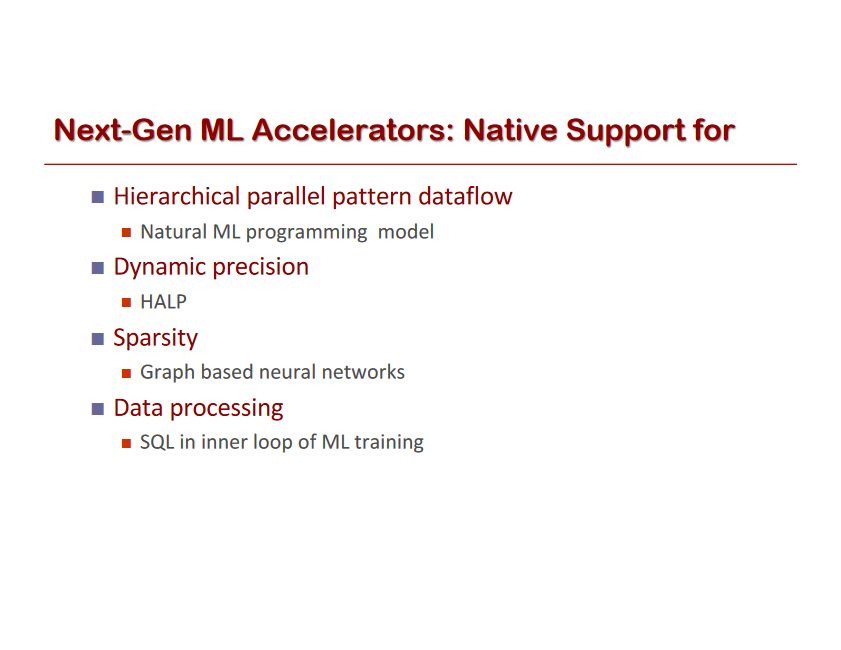 Next-Gen ML Accelerators: Native Support for
Hierarchical parallel pattern dataflow
Natural ML programming model
Dynamic precision
HALP
Sparsity
Graph based neural networks
Data processing
SQL in inner loop of ML training